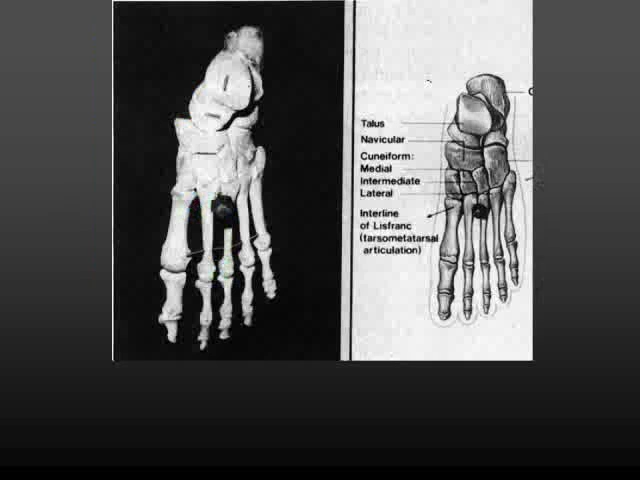 Talus
Navicular
Cuneiform:
Medial
Intermediate
Lateral
Interline
of Lisfranc
(tarsometatarsal
articulation)